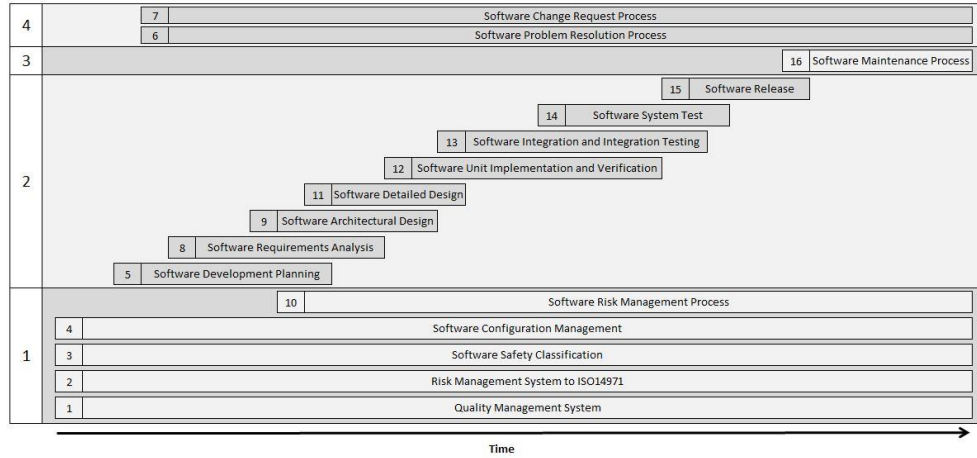 4
7 Software Change Request Process
6 Software Problem Resolution Process
3
16 Software Maintenance Process
2
15 Software Release
14 Software System Test
13 Software Integration and Integration Testing
12 Software Unit Implementation and Verification
11 Software Detailed Design
9 Software Architectural Design
8 Software Requirements Analysis
5 Software Development Planning
1
10 Software Risk Management Process
4 Software Configuration Management
3 Software Safety Classification
2 Risk Management System to ISO14971
1 Quality Management System
Time